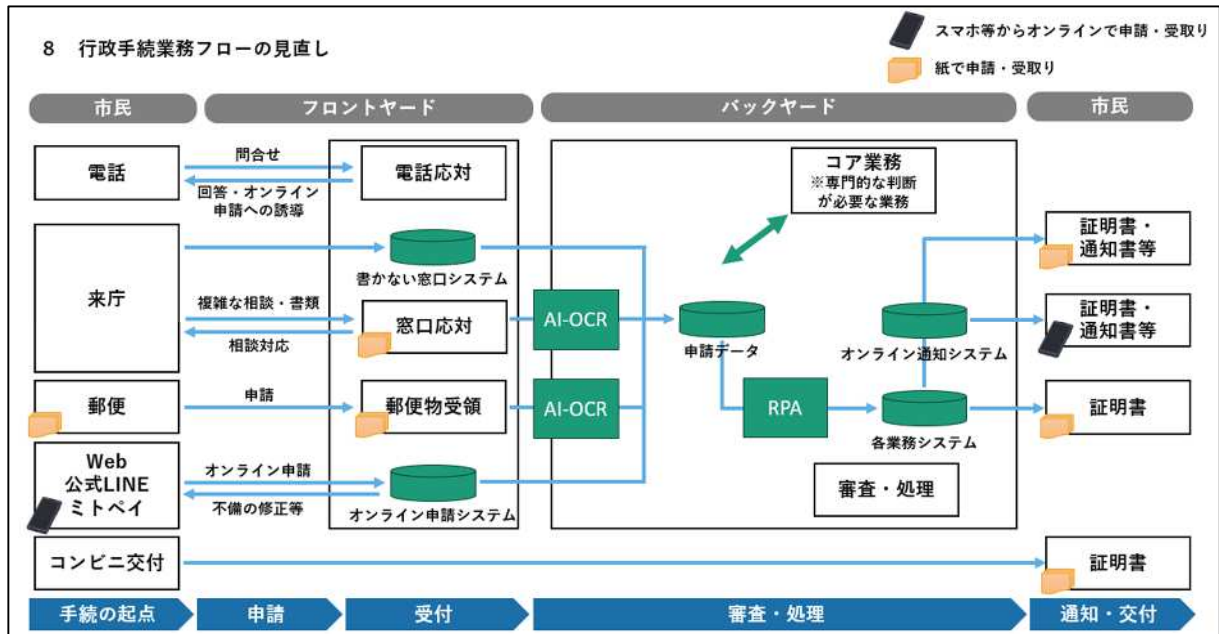 8 行政手続業務フローの見直し
スマホ等からオンラインで申請・受取り
紙で申請・受取り
市民
フロントヤード
バックヤード
市民
電話
問合せ
回答・オンライン
申請への誘導
電話応対
来庁
書かない窓口システム
複雑な相談・書類
相談対応
窓口応対
郵便
申請
郵便物受領
Web
公式LINE
ミトペイ
オンライン申請
不備の修正等
オンライン申請システム
コンビニ交付
AI-OCR
AI-OCR
コア業務
※専門的な判断
が必要な業務
申請データ
RPA
オンライン通知システム
各業務システム
審査・処理
証明書・
通知書等
証明書・
通知書等
証明書
証明書
手続の起点
申請
受付
審査・処理
通知・交付